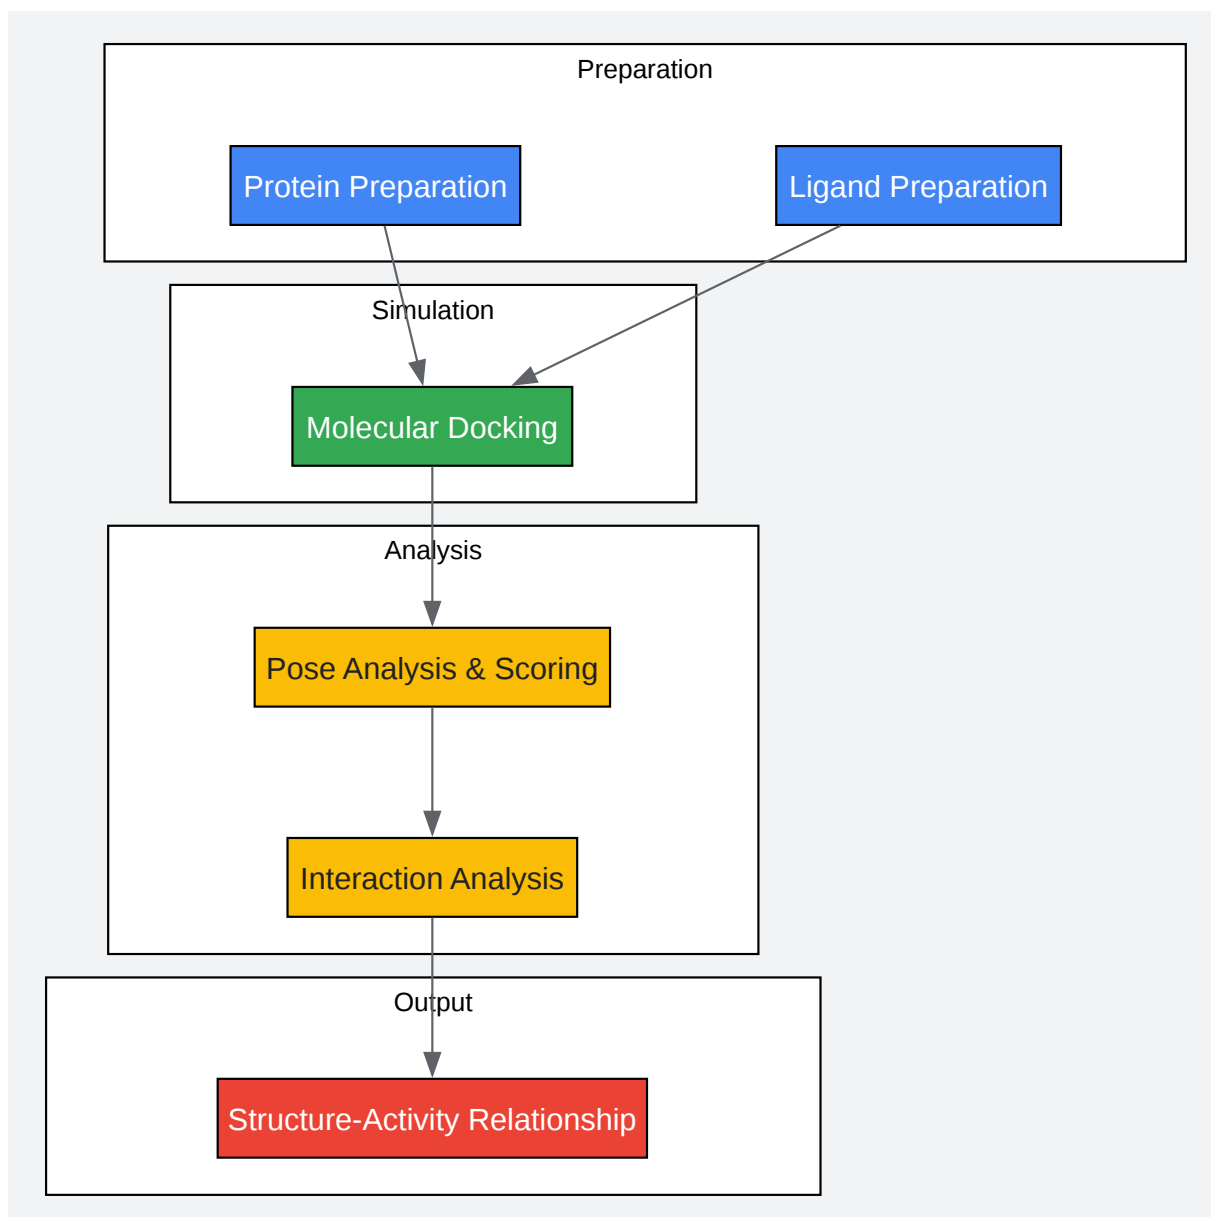 Preparation
Protein Preparation
Ligand Preparation
Simulation
Molecular Docking
Analysis
Pose Analysis & Scoring
Interaction Analysis
Output
Structure-Activity Relationship